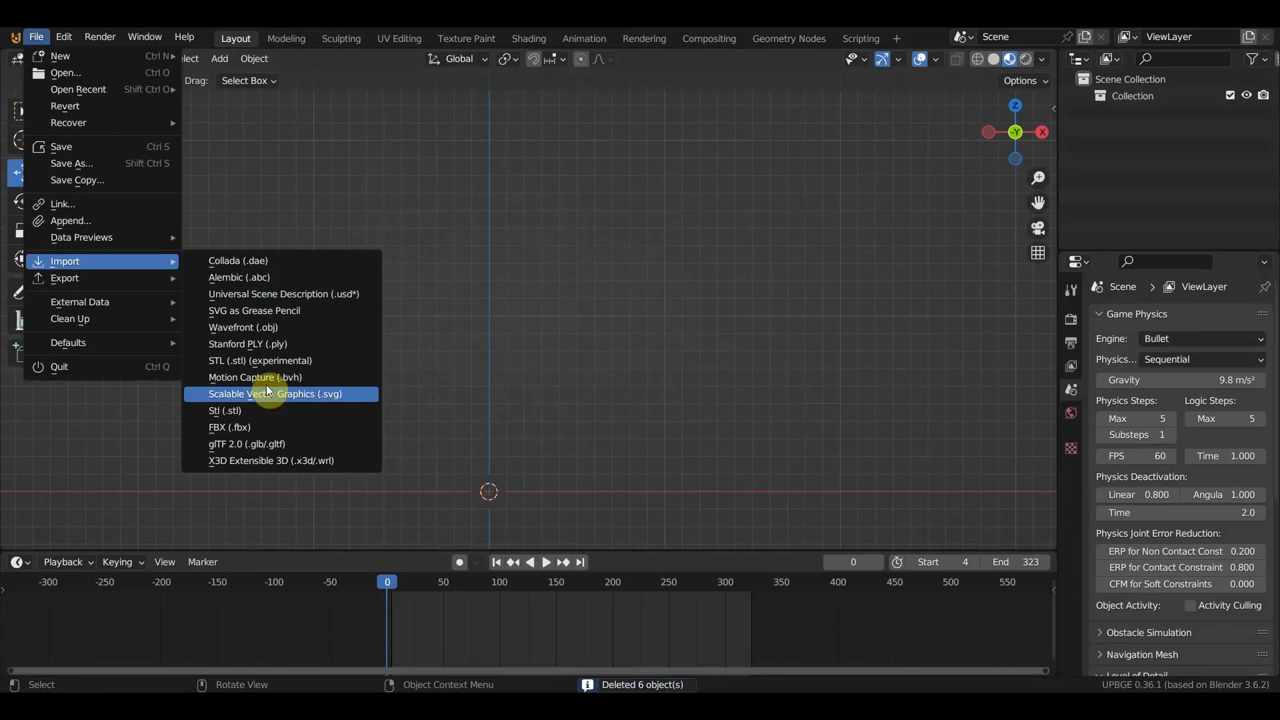 File Edit Render Window Help Layout Modeling Sculpting UV Editing Texture Paint Shading Animation Rendering Compositing Geometry Nodes Scripting + Scene ViewLayer
lect Add Object Global Options
Drag: Select Box
New Ctrl N
Open... Ctrl O
Open Recent Shift Ctrl O
Revert
Recover
Save Ctrl S
Save As... Shift Ctrl S
Save Copy...
Link...
Append...
Data Previews
Import
Export
External Data
Clean Up
Defaults
Quit Ctrl Q
Collada (.dae)
Alembic (.abc)
Universal Scene Description (.usd*)
SVG as Grease Pencil
Wavefront (.obj)
Stanford PLY (.ply)
STL (.stl) (experimental)
Motion Capture (.bvh)
Scalable Vector Graphics (.svg)
Stl (.stl)
FBX (.fbx)
glTF 2.0 (.glb/.gltf)
X3D Extensible 3D (.x3d/.wrl)
Z
-Y
X
Scene Collection
Collection
Scene > ViewLayer
Game Physics
Engine: Bullet
Physics... Sequential
Gravity 9.8 m/s²
Physics Steps: Logic Steps:
Max 5 Max 5
Substeps 1
FPS 60 Time 1.000
Physics Deactivation:
Linear 0.800 Angula 1.000
Time 2.0
Physics Joint Error Reduction:
ERP for Non Contact Const 0.200
ERP for Contact Constraint 0.800
CFM for Soft Constraints 0.000
Object Activity: Activity Culling
Obstacle Simulation
Navigation Mesh
Level of Detail
Playback Keying View Marker 0 Start 4 End 323
-300 -250 -200 -150 -100 -50 0 50 100 150 200 250 300 350 400 450 500 550
Select Rotate View Object Context Menu Deleted 6 object(s) UPBGE 0.36.1 (based on Blender 3.6.2)